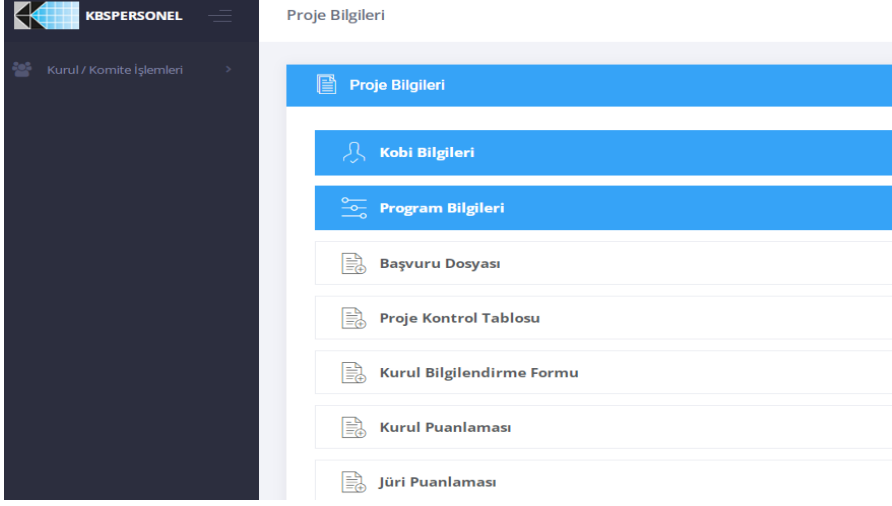 KBSPERSONEL
Proje Bilgileri
Kurul / Komite İşlemleri
Proje Bilgileri
Kobi Bilgileri
Program Bilgileri
Başvuru Dosyası
Proje Kontrol Tablosu
Kurul Bilgilendirme Formu
Kurul Puanlaması
Jüri Puanlaması